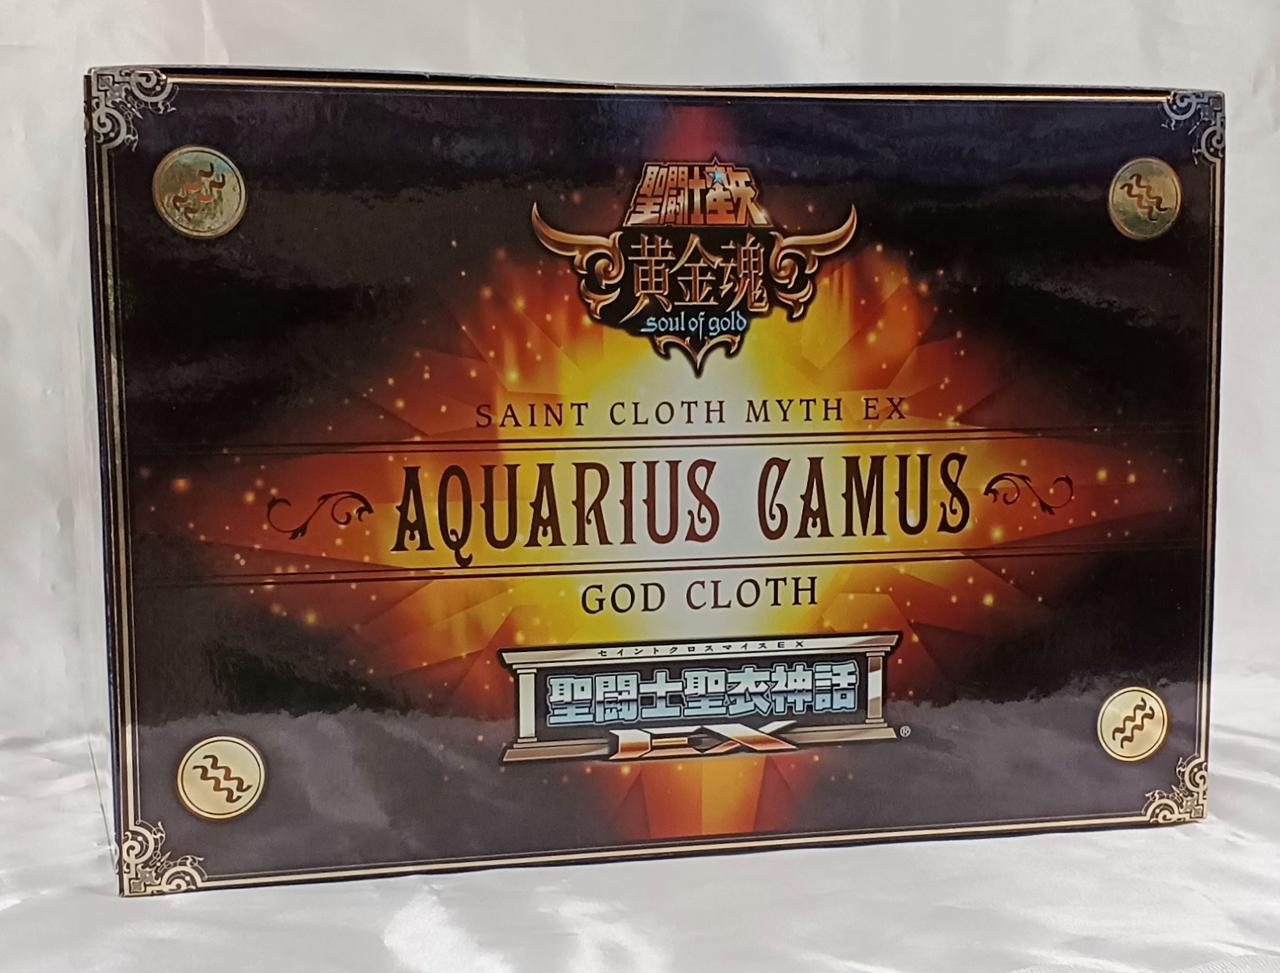 聖闘士星矢
黄金魂
soul of gold
SAINT CLOTH MYTH EX
AQUARIUS CAMUS
GOD CLOTH
セイントクロスマイスEX
聖闘士聖衣神話
EX ®